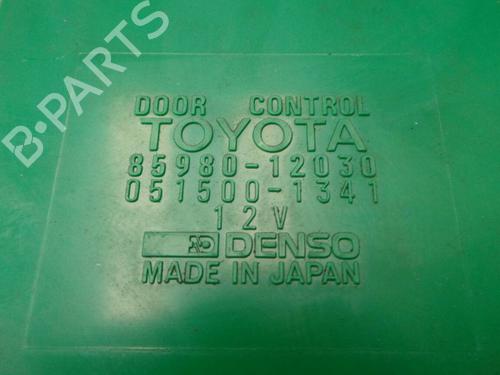 B-PARTS
DOOR CONTROL
TOYOTA
85980-12030
051500-1341
12V
DENSO
MADE IN JAPAN